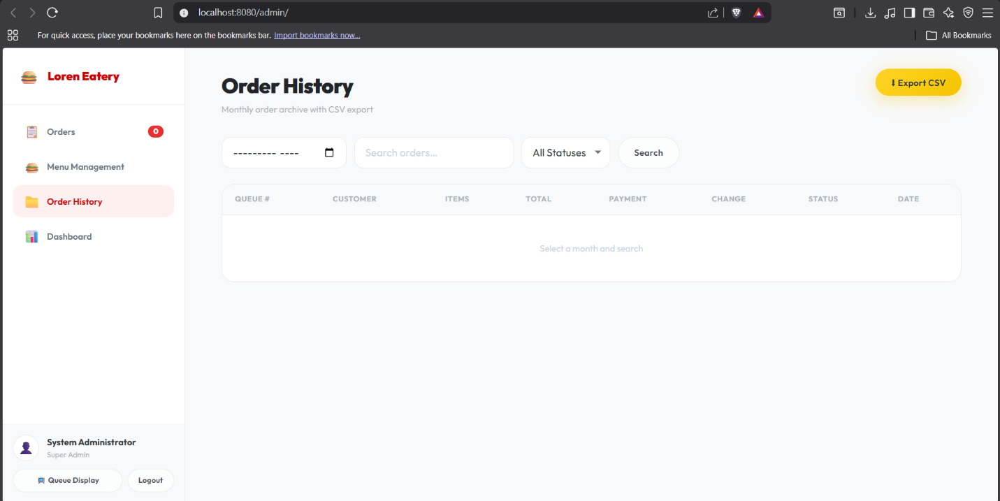 localhost:8080/admin/
For quick access, place your bookmarks here on the bookmarks bar. Import bookmarks now...
All Bookmarks
Loren Eatery
Orders 0
Menu Management
Order History
Dashboard
System Administrator
Super Admin
Queue Display
Logout
Order History
Monthly order archive with CSV export
⬇ Export CSV
--------- ----
Search orders...
All Statuses
Search
QUEUE # CUSTOMER ITEMS TOTAL PAYMENT CHANGE STATUS DATE
Select a month and search